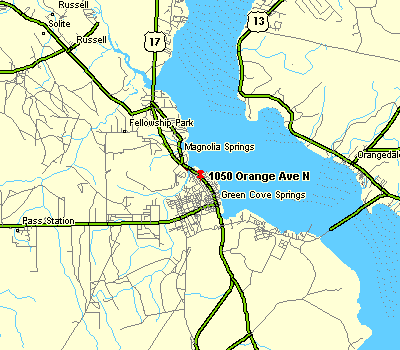 Russell
Solite
13
Russell
17
Fellowship Park
Magnolia Springs
Orangedale
1050 Orange Ave N
Green Cove Springs
Pass Station